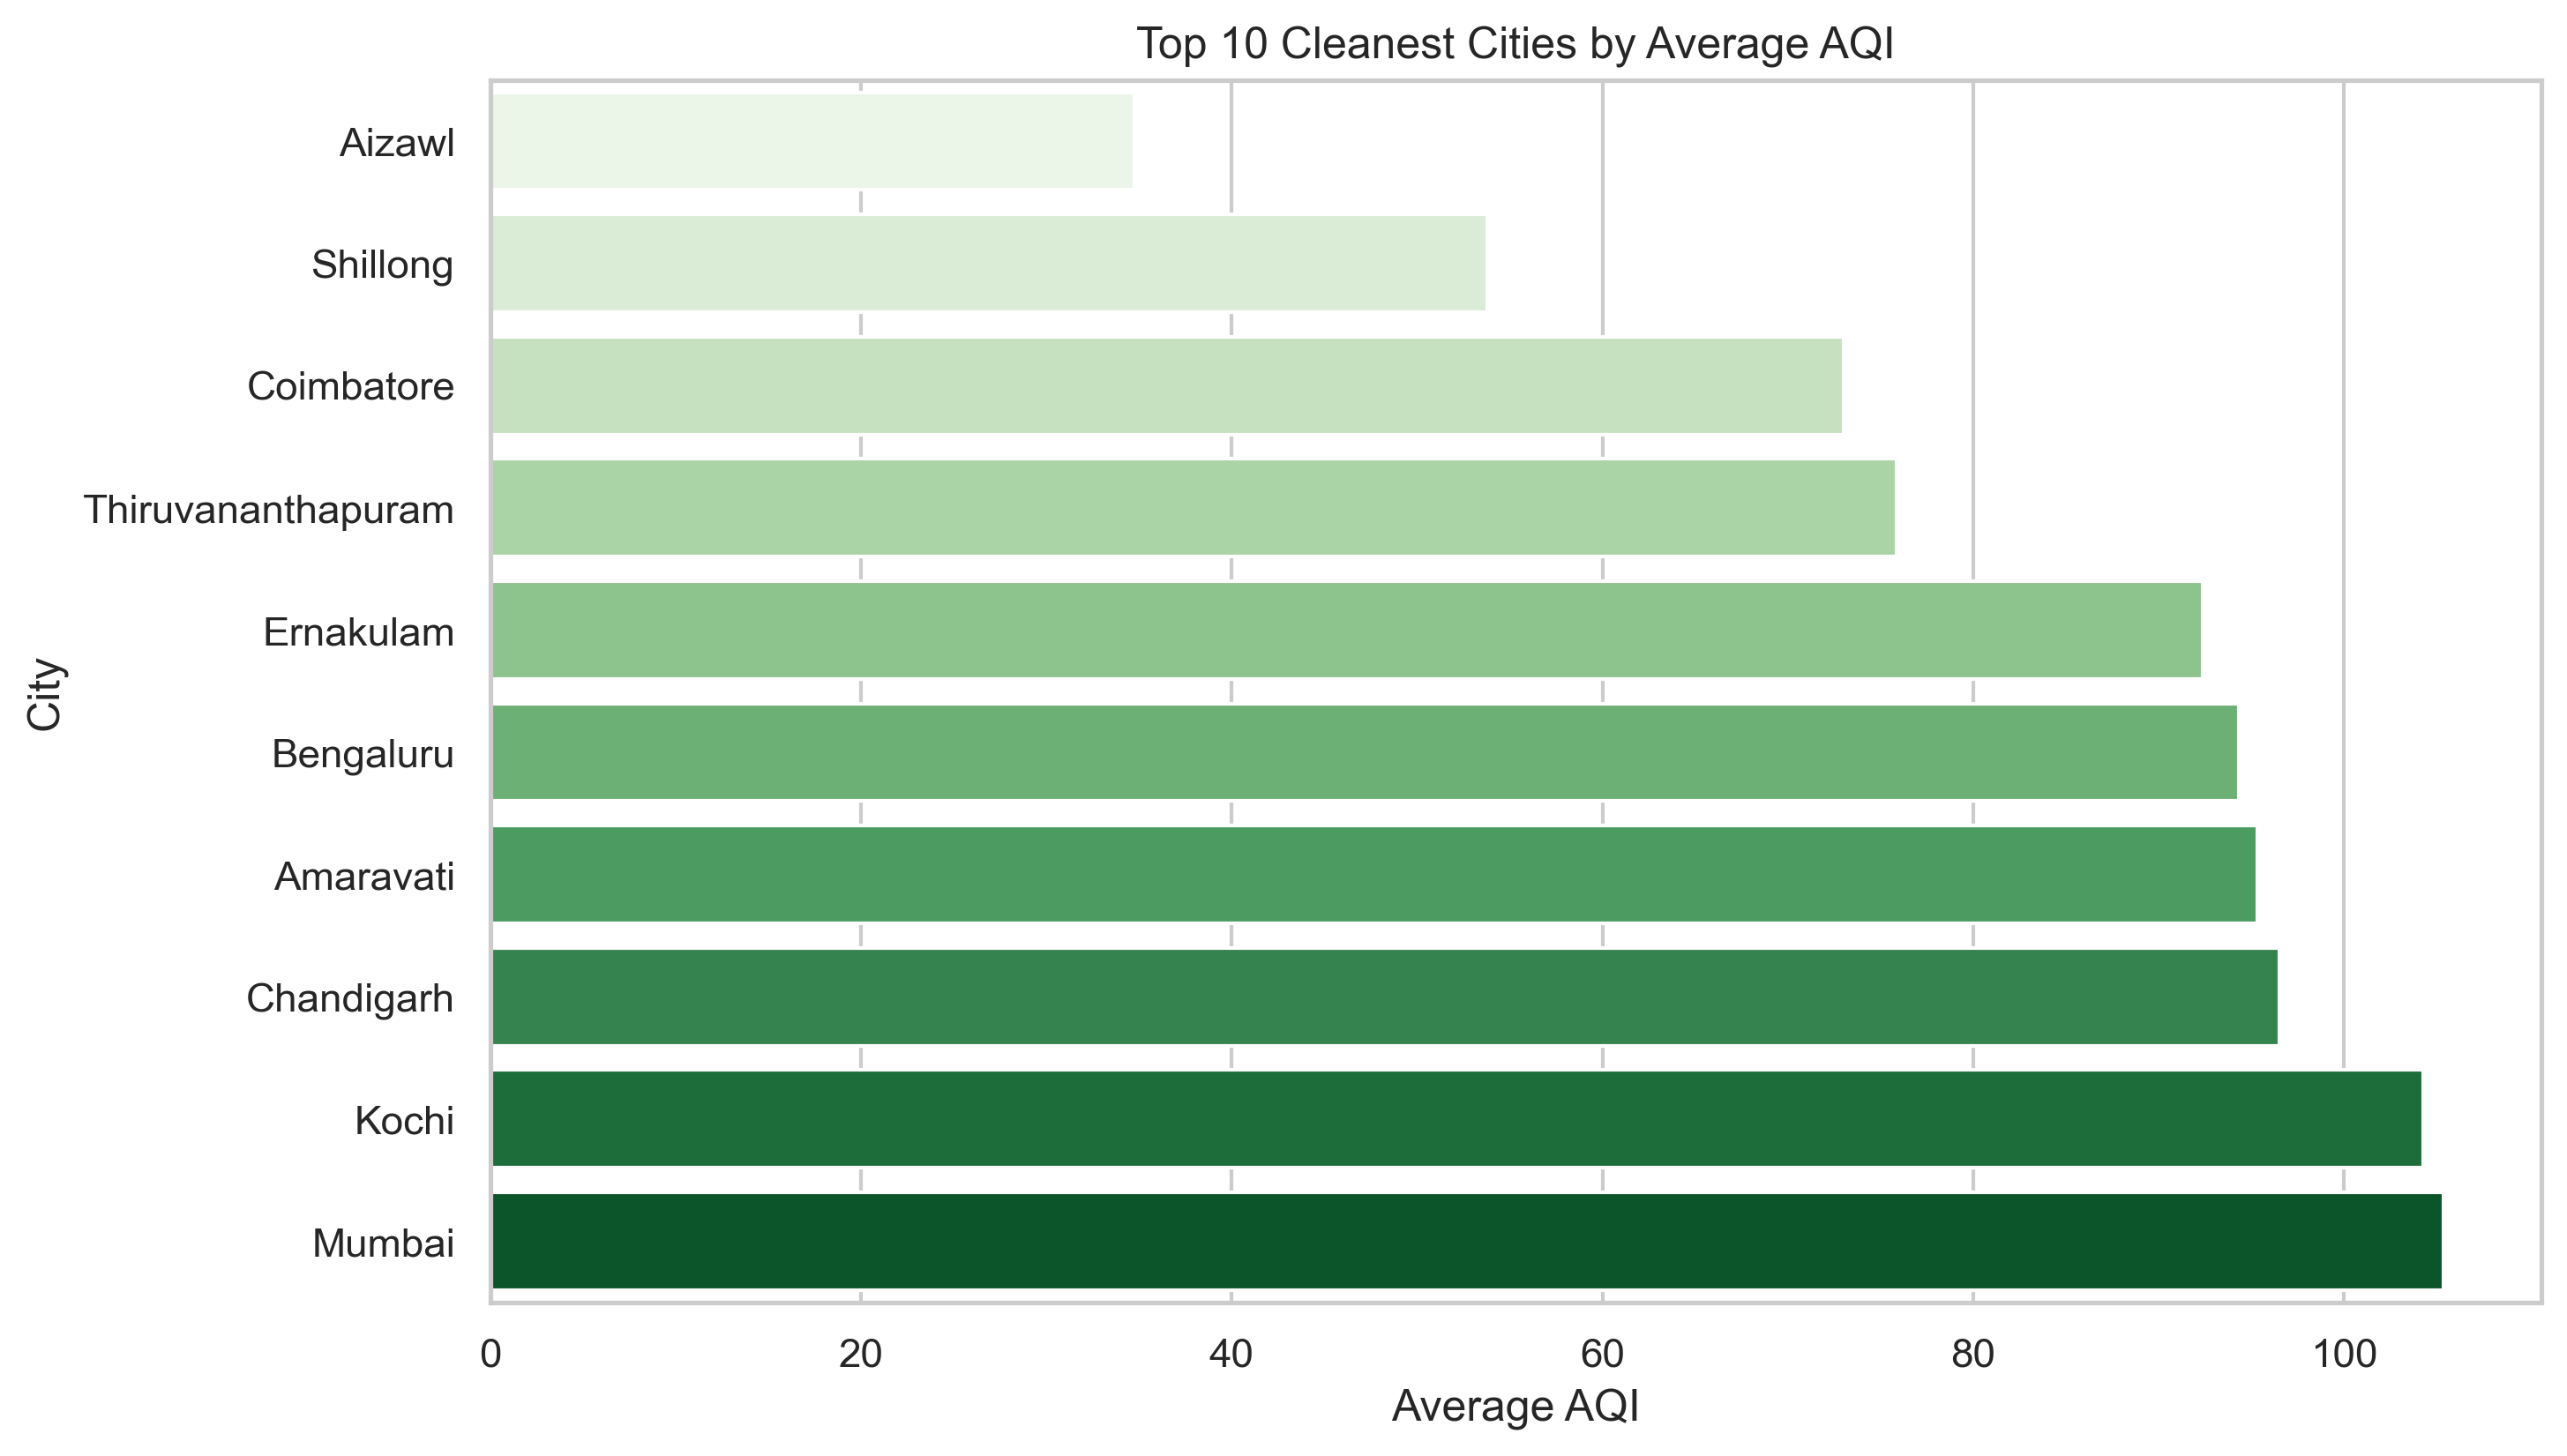 Top 10 Cleanest Cities by Average AQI
City
Aizawl
Shillong
Coimbatore
Thiruvananthapuram
Ernakulam
Bengaluru
Amaravati
Chandigarh
Kochi
Mumbai
0 20 40 60 80 100
Average AQI